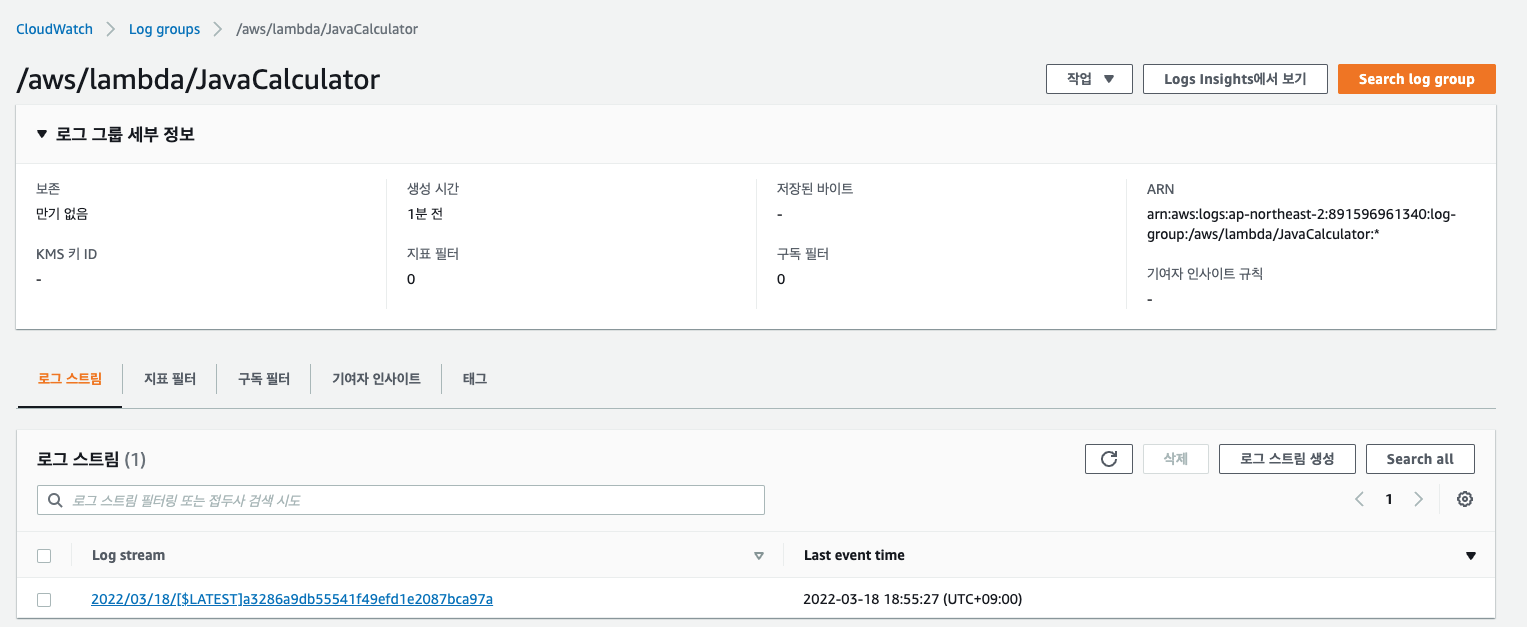 CloudWatch > Log groups > /aws/lambda/JavaCalculator
/aws/lambda/JavaCalculator
작업 ▼ Logs Insights에서 보기 Search log group
▼ 로그 그룹 세부 정보
보존 생성 시간 저장된 바이트 ARN
만기 없음 1분 전 - arn:aws:logs:ap-northeast-2:891596961340:log-
group:/aws/lambda/JavaCalculator:*
KMS 키 ID 지표 필터 구독 필터
기여자 인사이트 규칙
- 0 0
-
로그 스트림 지표 필터 구독 필터 기여자 인사이트 태그
로그 스트림 (1) 삭제 로그 스트림 생성 Search all
로그 스트림 필터링 또는 접두사 검색 시도 1
Log stream Last event time
2022/03/18/[$LATEST]a3286a9db55541f49efd1e2087bca97a 2022-03-18 18:55:27 (UTC+09:00)